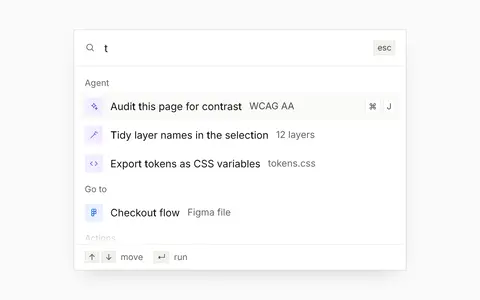 t esc
Agent
Audit this page for contrast WCAG AA ⌘ J
Tidy layer names in the selection 12 layers
Export tokens as CSS variables tokens.css
Go to
Checkout flow Figma file
Actions
↑ ↓ move ↵ run